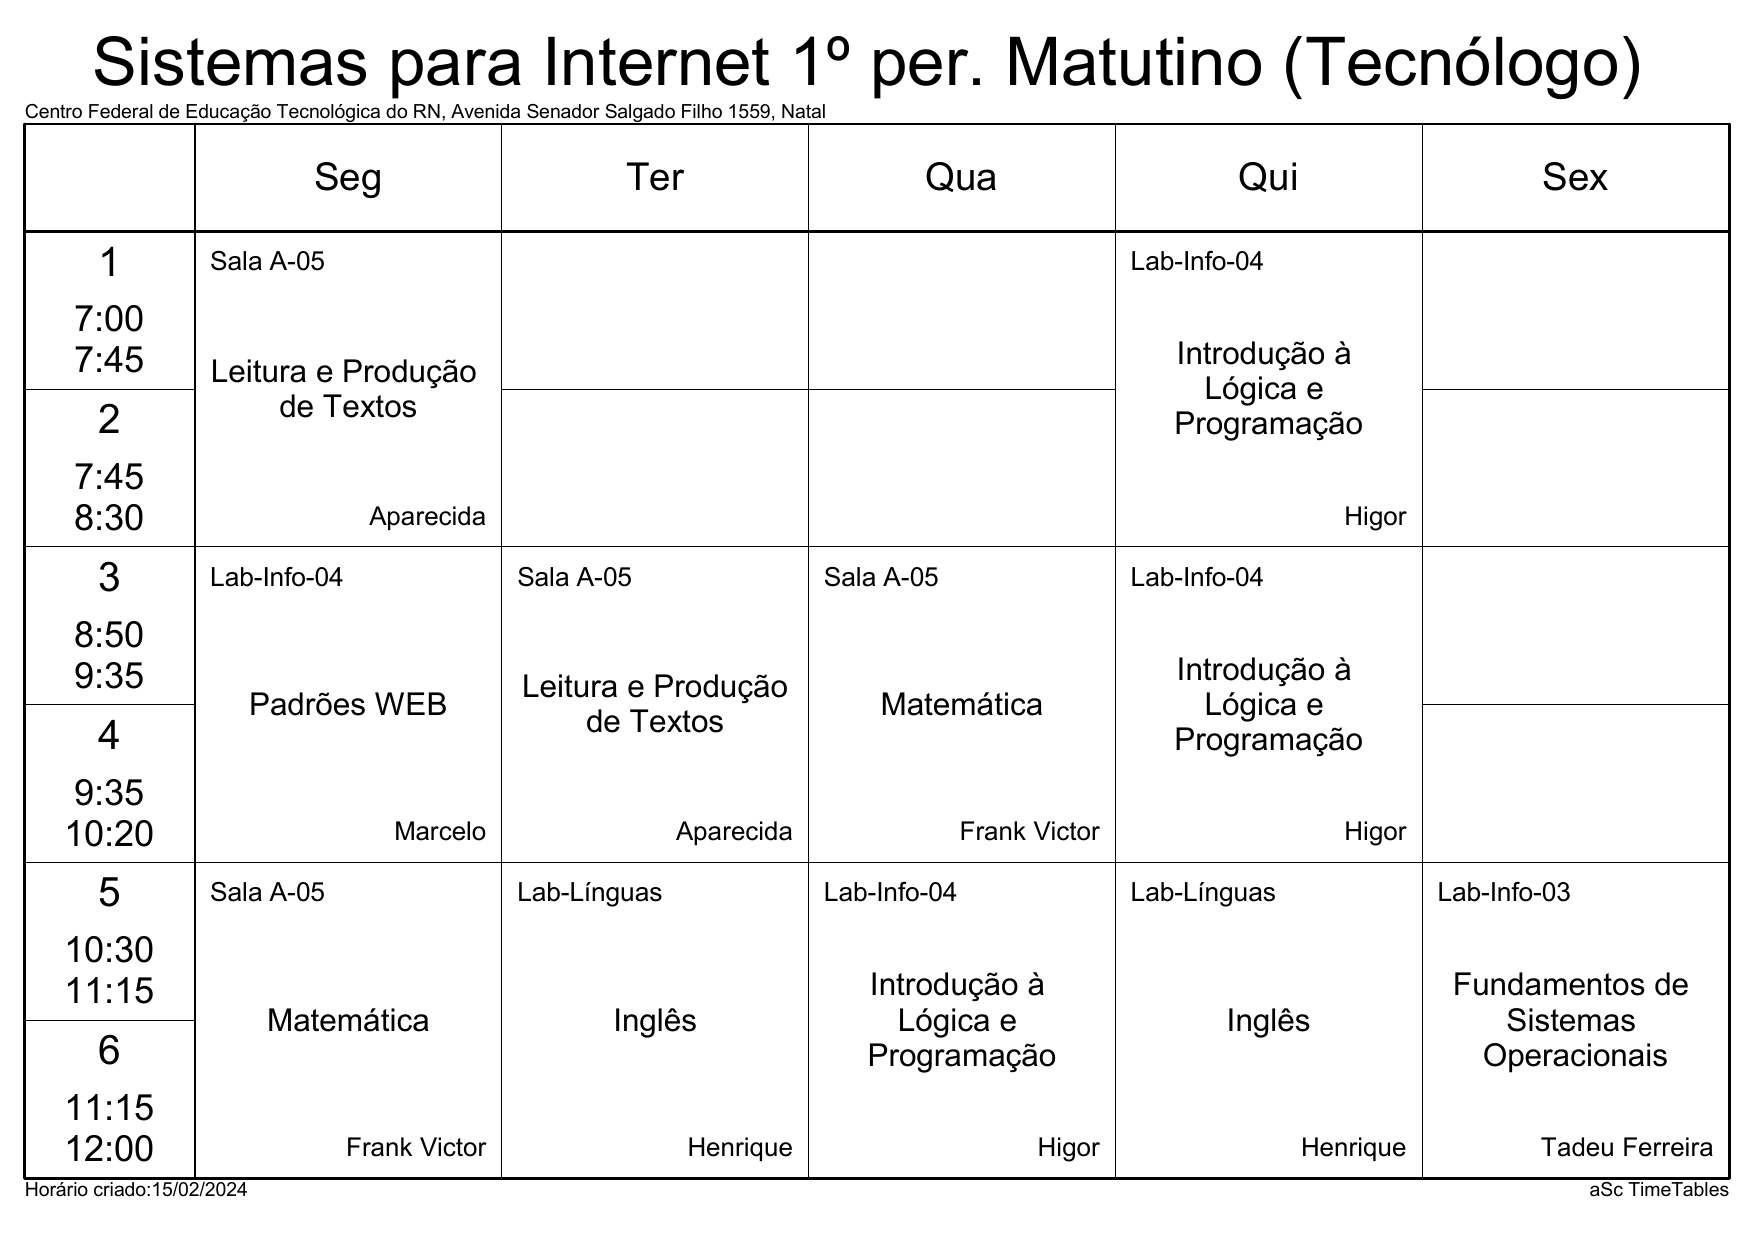 Sistemas para Internet 1º per. Matutino (Tecnólogo)
Centro Federal de Educação Tecnológica do RN, Avenida Senador Salgado Filho 1559, Natal
Seg Ter Qua Qui Sex
1
7:00
7:45
2
7:45
8:30
Sala A-05
Leitura e Produção
de Textos
Aparecida
Lab-Info-04
Introdução à
Lógica e
Programação
Higor
3
8:50
9:35
4
9:35
10:20
Lab-Info-04
Padrões WEB
Marcelo
Sala A-05
Leitura e Produção
de Textos
Aparecida
Sala A-05
Matemática
Frank Victor
Lab-Info-04
Introdução à
Lógica e
Programação
Higor
5
10:30
11:15
6
11:15
12:00
Sala A-05
Matemática
Frank Victor
Lab-Línguas
Inglês
Henrique
Lab-Info-04
Introdução à
Lógica e
Programação
Higor
Lab-Línguas
Inglês
Henrique
Lab-Info-03
Fundamentos de
Sistemas
Operacionais
Tadeu Ferreira
Horário criado:15/02/2024
aSc TimeTables